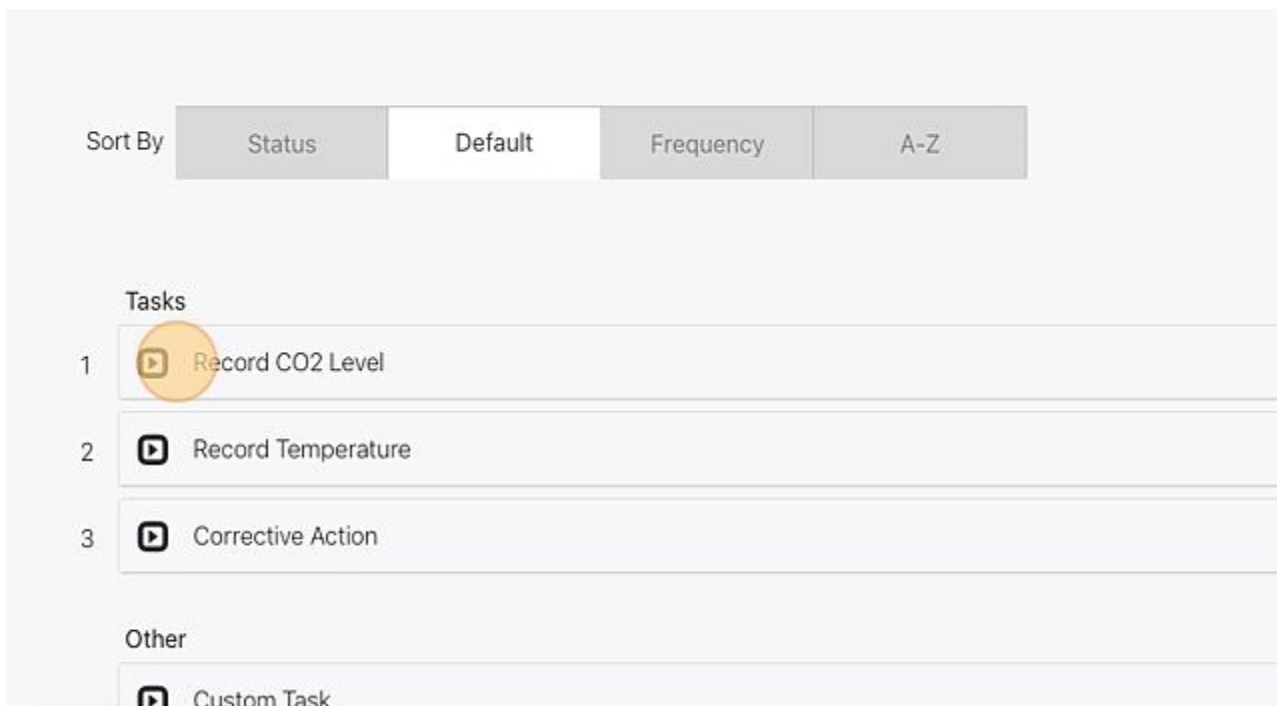 Sort By Status Default Frequency A-Z
Tasks
1 Record CO2 Level
2 Record Temperature
3 Corrective Action
Other
Custom Task